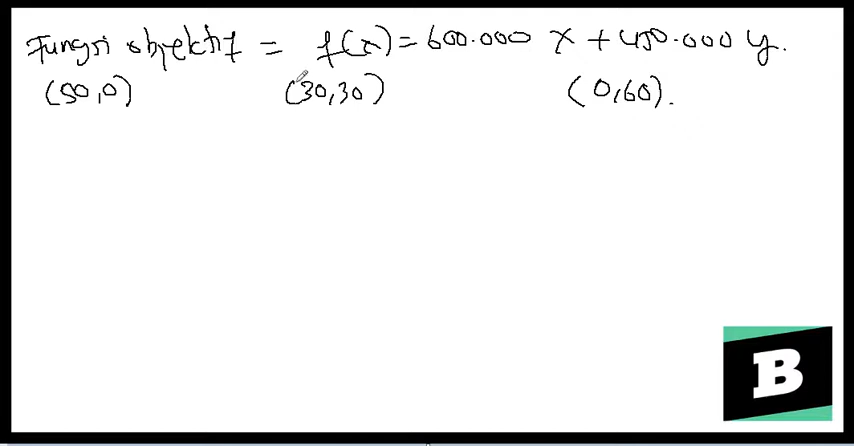 Fungsi objektif = f(x) = 600.000 x + 450.000 y.
(50,0) (30,30) (0,60).
B